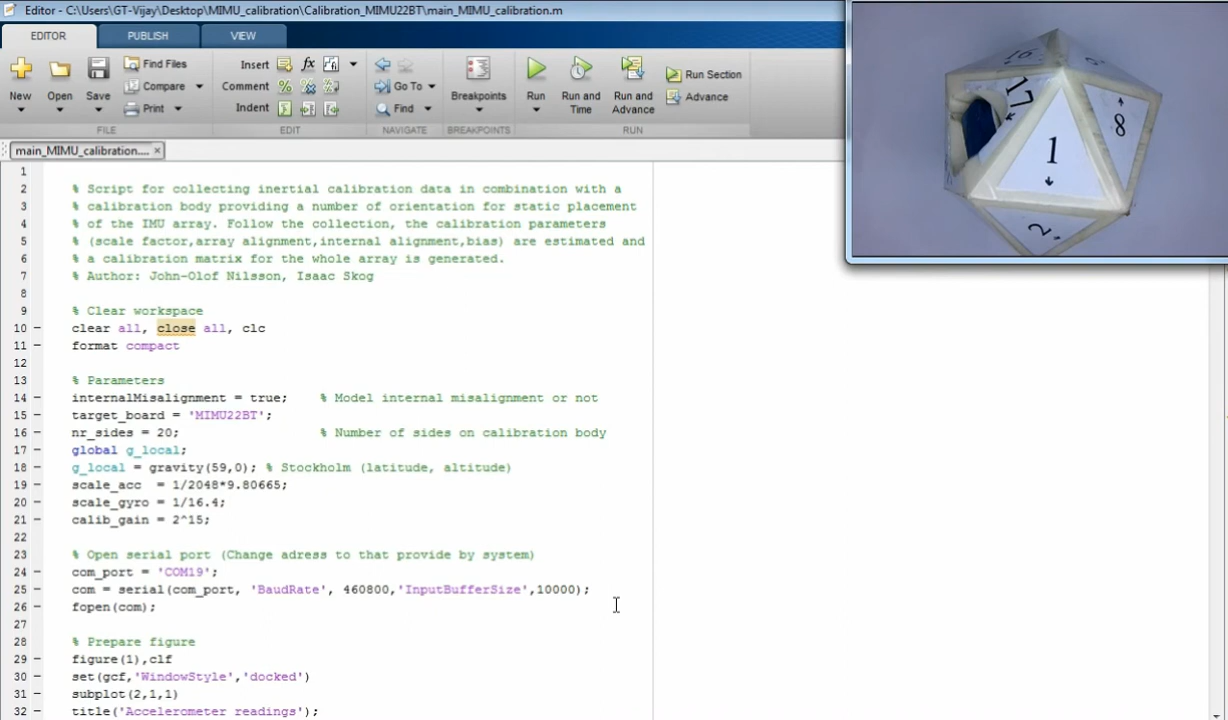 Editor - C:\Users\GT-Vijay\Desktop\MIMU_calibration\Calibration_MIMU22BT\main_MIMU_calibration.m
EDITOR PUBLISH VIEW
New Open Save Find Files Compare Print Insert Comment Indent fx Go To Find Breakpoints Run Run and Time Run and Advance Run Section Advance
FILE EDIT NAVIGATE BREAKPOINTS RUN
main_MIMU_calibration.... ×
1
2 % Script for collecting inertial calibration data in combination with a
3 % calibration body providing a number of orientation for static placement
4 % of the IMU array. Follow the collection, the calibration parameters
5 % (scale factor,array alignment,internal alignment,bias) are estimated and
6 % a calibration matrix for the whole array is generated.
7 % Author: John-Olof Nilsson, Isaac Skog
8
9 % Clear workspace
10 – clear all, close all, clc
11 – format compact
12
13 % Parameters
14 – internalMisalignment = true; % Model internal misalignment or not
15 – target_board = 'MIMU22BT';
16 – nr_sides = 20; % Number of sides on calibration body
17 – global g_local;
18 – g_local = gravity(59,0); % Stockholm (latitude, altitude)
19 – scale_acc = 1/2048*9.80665;
20 – scale_gyro = 1/16.4;
21 – calib_gain = 2^15;
22
23 % Open serial port (Change adress to that provide by system)
24 – com_port = 'COM19';
25 – com = serial(com_port, 'BaudRate', 460800,'InputBufferSize',10000);
26 – fopen(com);
27
28 % Prepare figure
29 – figure(1),clf
30 – set(gcf,'WindowStyle','docked')
31 – subplot(2,1,1)
32 – title('Accelerometer readings');
16
17
8
1
2